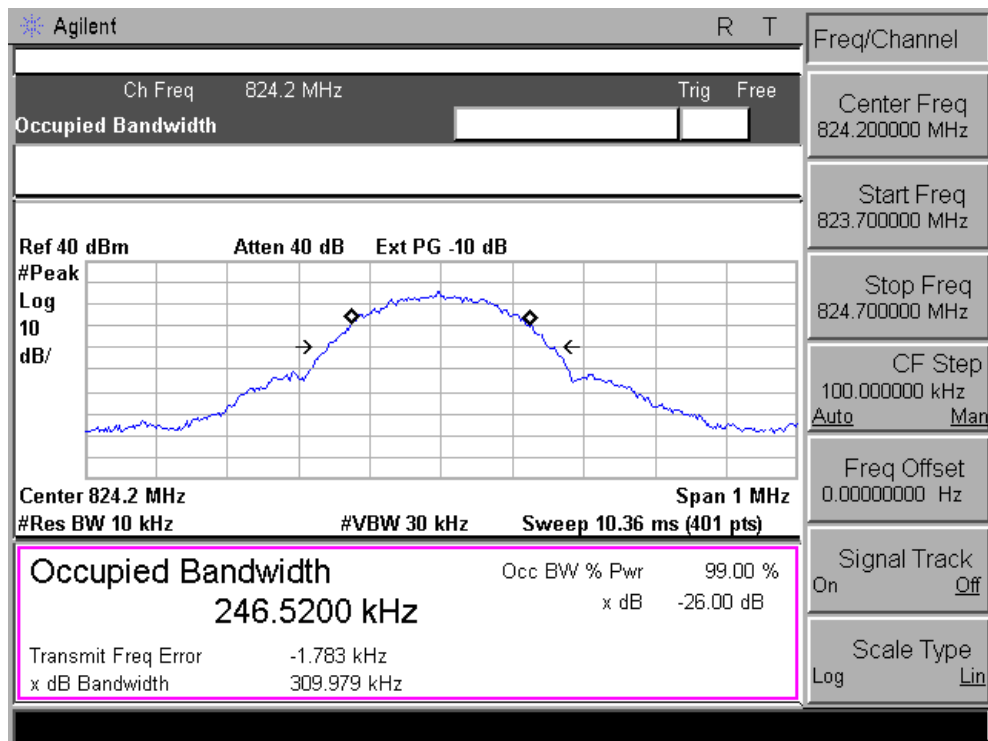 Agilent R T
Ch Freq 824.2 MHz Trig Free
Occupied Bandwidth
Ref 40 dBm Atten 40 dB Ext PG -10 dB
#Peak
Log
10
dB/
Center 824.2 MHz Span 1 MHz
#Res BW 10 kHz #VBW 30 kHz Sweep 10.36 ms (401 pts)
Occupied Bandwidth
246.5200 kHz
Occ BW % Pwr 99.00 %
x dB -26.00 dB
Transmit Freq Error -1.783 kHz
x dB Bandwidth 309.979 kHz
Freq/Channel
Center Freq
824.200000 MHz
Start Freq
823.700000 MHz
Stop Freq
824.700000 MHz
CF Step
100.000000 kHz
Auto Man
Freq Offset
0.00000000 Hz
Signal Track
On Off
Scale Type
Log Lin